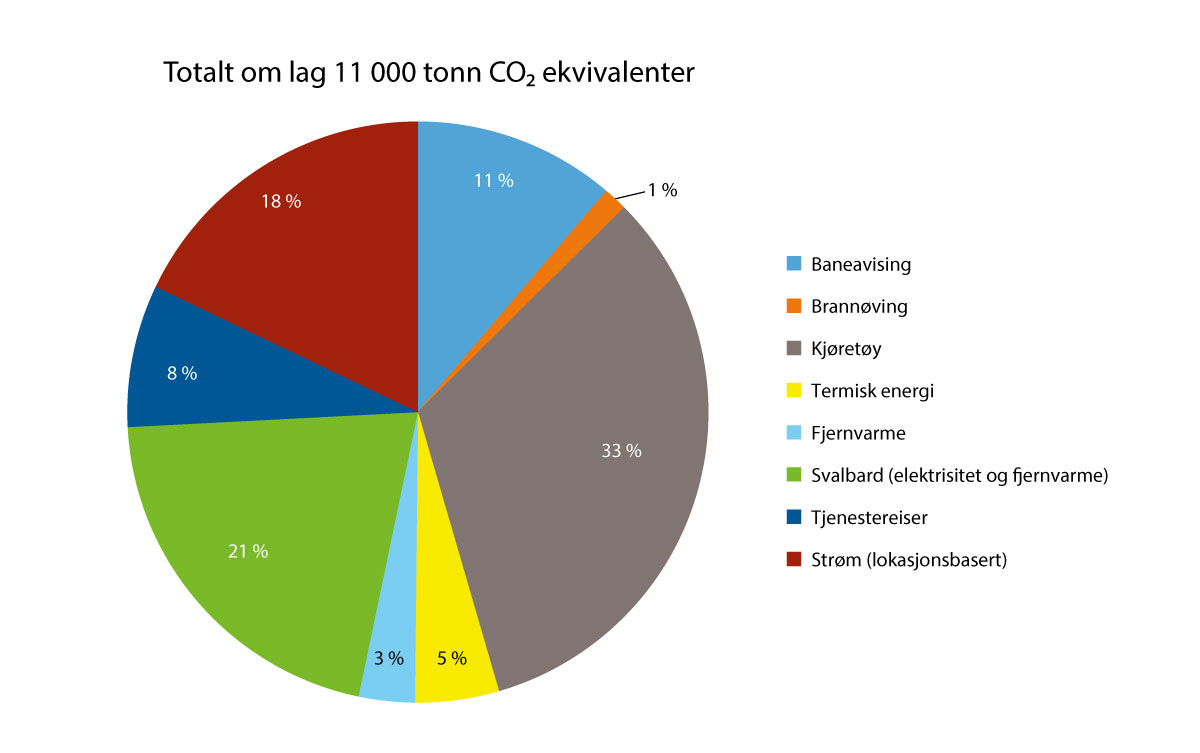 Totalt om lag 11 000 tonn CO₂ ekvivalenter
11 %
1 %
18 %
8 %
33 %
21 %
3 %
5 %
Baneavising
Brannøving
Kjøretøy
Termisk energi
Fjernvarme
Svalbard (elektrisitet og fjernvarme)
Tjenestereiser
Strøm (lokasjonsbasert)